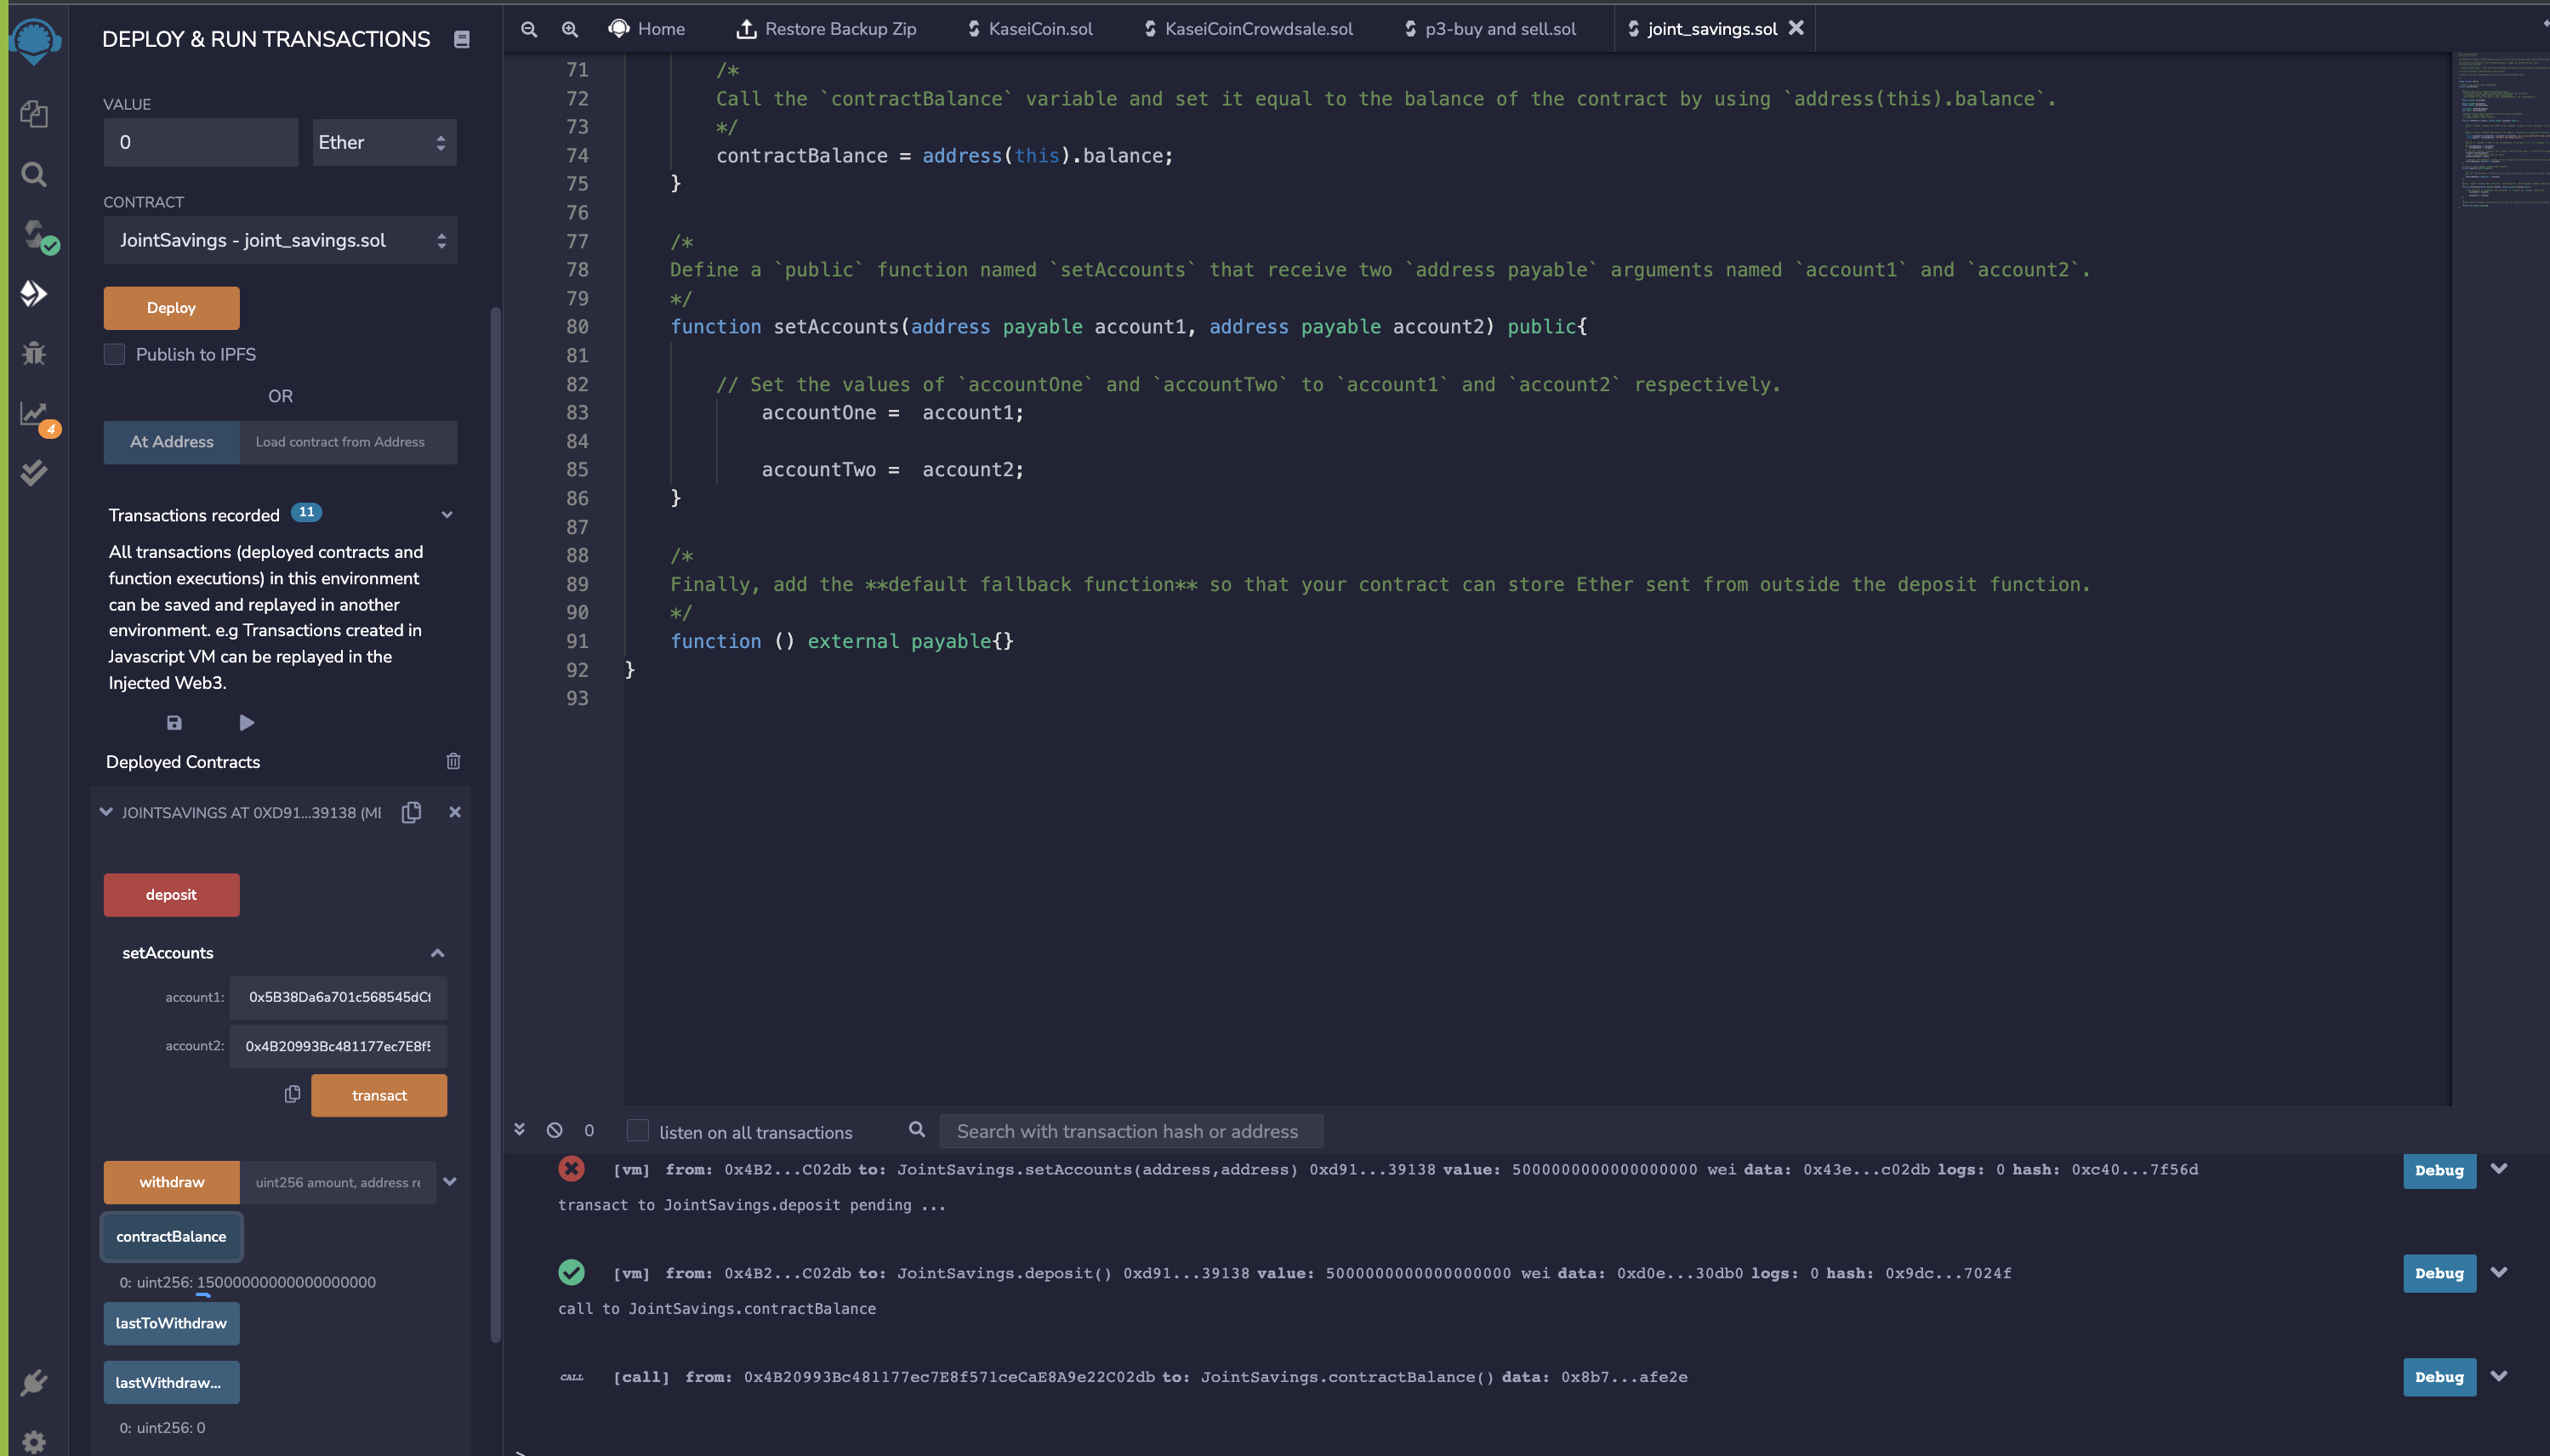 DEPLOY & RUN TRANSACTIONS
VALUE
0
Ether
CONTRACT
JointSavings - joint_savings.sol
Deploy
Publish to IPFS
OR
At Address
Load contract from Address
4
Transactions recorded 11
All transactions (deployed contracts and
function executions) in this environment
can be saved and replayed in another
environment. e.g Transactions created in
Javascript VM can be replayed in the
Injected Web3.
Deployed Contracts
JOINTSAVINGS AT 0XD91...39138 (ME
deposit
setAccounts
account1: 0x5B38Da6a701c568545dCf
account2: 0x4B20993Bc481177ec7E8f5
transact
withdraw
uint256 amount, address re
contractBalance
0: uint256: 15000000000000000000
lastToWithdraw
lastWithdraw...
0: uint256: 0
Home
Restore Backup Zip
KaseiCoin.sol
KaseiCoinCrowdsale.sol
p3-buy and sell.sol
joint_savings.sol
71 /*
72 Call the `contractBalance` variable and set it equal to the balance of the contract by using `address(this).balance`.
73 */
74 contractBalance = address(this).balance;
75 }
76
77 /*
78 Define a `public` function named `setAccounts` that receive two `address payable` arguments named `account1` and `account2`.
79 */
80 function setAccounts(address payable account1, address payable account2) public{
81
82 // Set the values of `accountOne` and `accountTwo` to `account1` and `account2` respectively.
83 accountOne =  account1;
84
85 accountTwo =  account2;
86 }
87
88 /*
89 Finally, add the **default fallback function** so that your contract can store Ether sent from outside the deposit function.
90 */
91 function () external payable{}
92 }
93
0
listen on all transactions
Search with transaction hash or address
[vm] from: 0x4B2...C02db to: JointSavings.setAccounts(address,address) 0xd91...39138 value: 5000000000000000000 wei data: 0x43e...c02db logs: 0 hash: 0xc40...7f56d
Debug
transact to JointSavings.deposit pending ...
[vm] from: 0x4B2...C02db to: JointSavings.deposit() 0xd91...39138 value: 5000000000000000000 wei data: 0xd0e...30db0 logs: 0 hash: 0x9dc...7024f
Debug
call to JointSavings.contractBalance
CALL [call] from: 0x4B20993Bc481177ec7E8f571ceCaE8A9e22C02db to: JointSavings.contractBalance() data: 0x8b7...afe2e
Debug